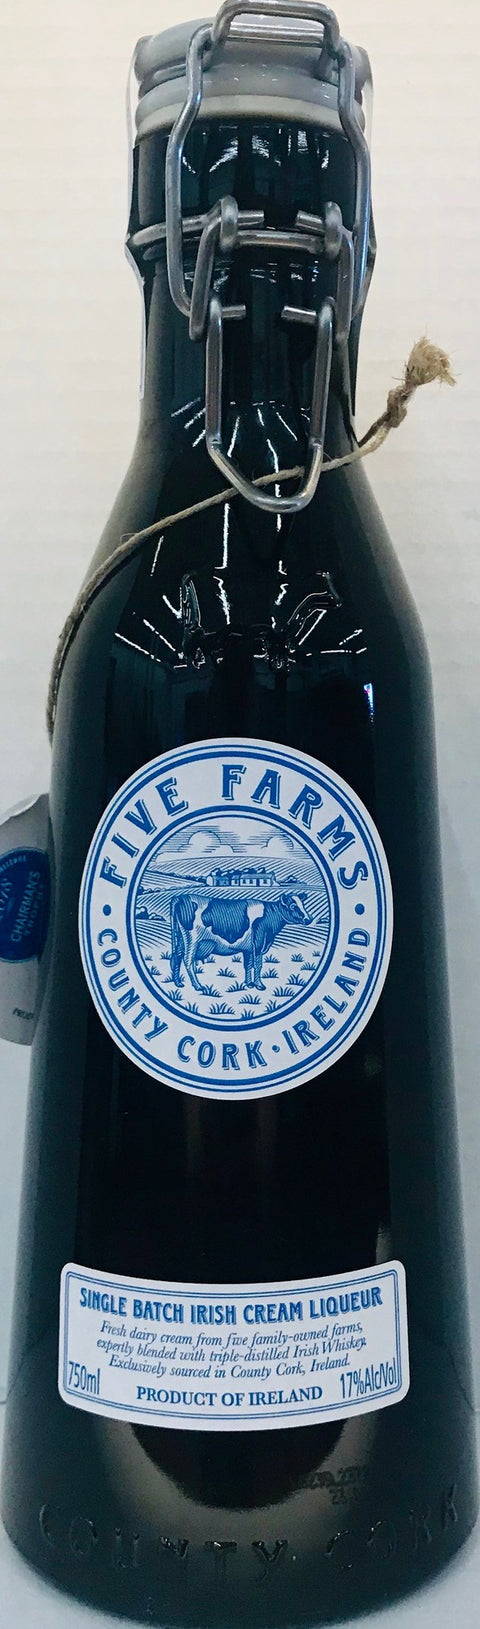 FIVE FARMS
COUNTY CORK · IRELAND
CHAIRMAN'S
SINGLE BATCH IRISH CREAM LIQUEUR
Fresh dairy cream from five family-owned farms,
expertly blended with triple-distilled Irish Whiskey.
Exclusively sourced in County Cork, Ireland.
750ml
PRODUCT OF IRELAND
17%Alc/Vol
COUNTY CORK